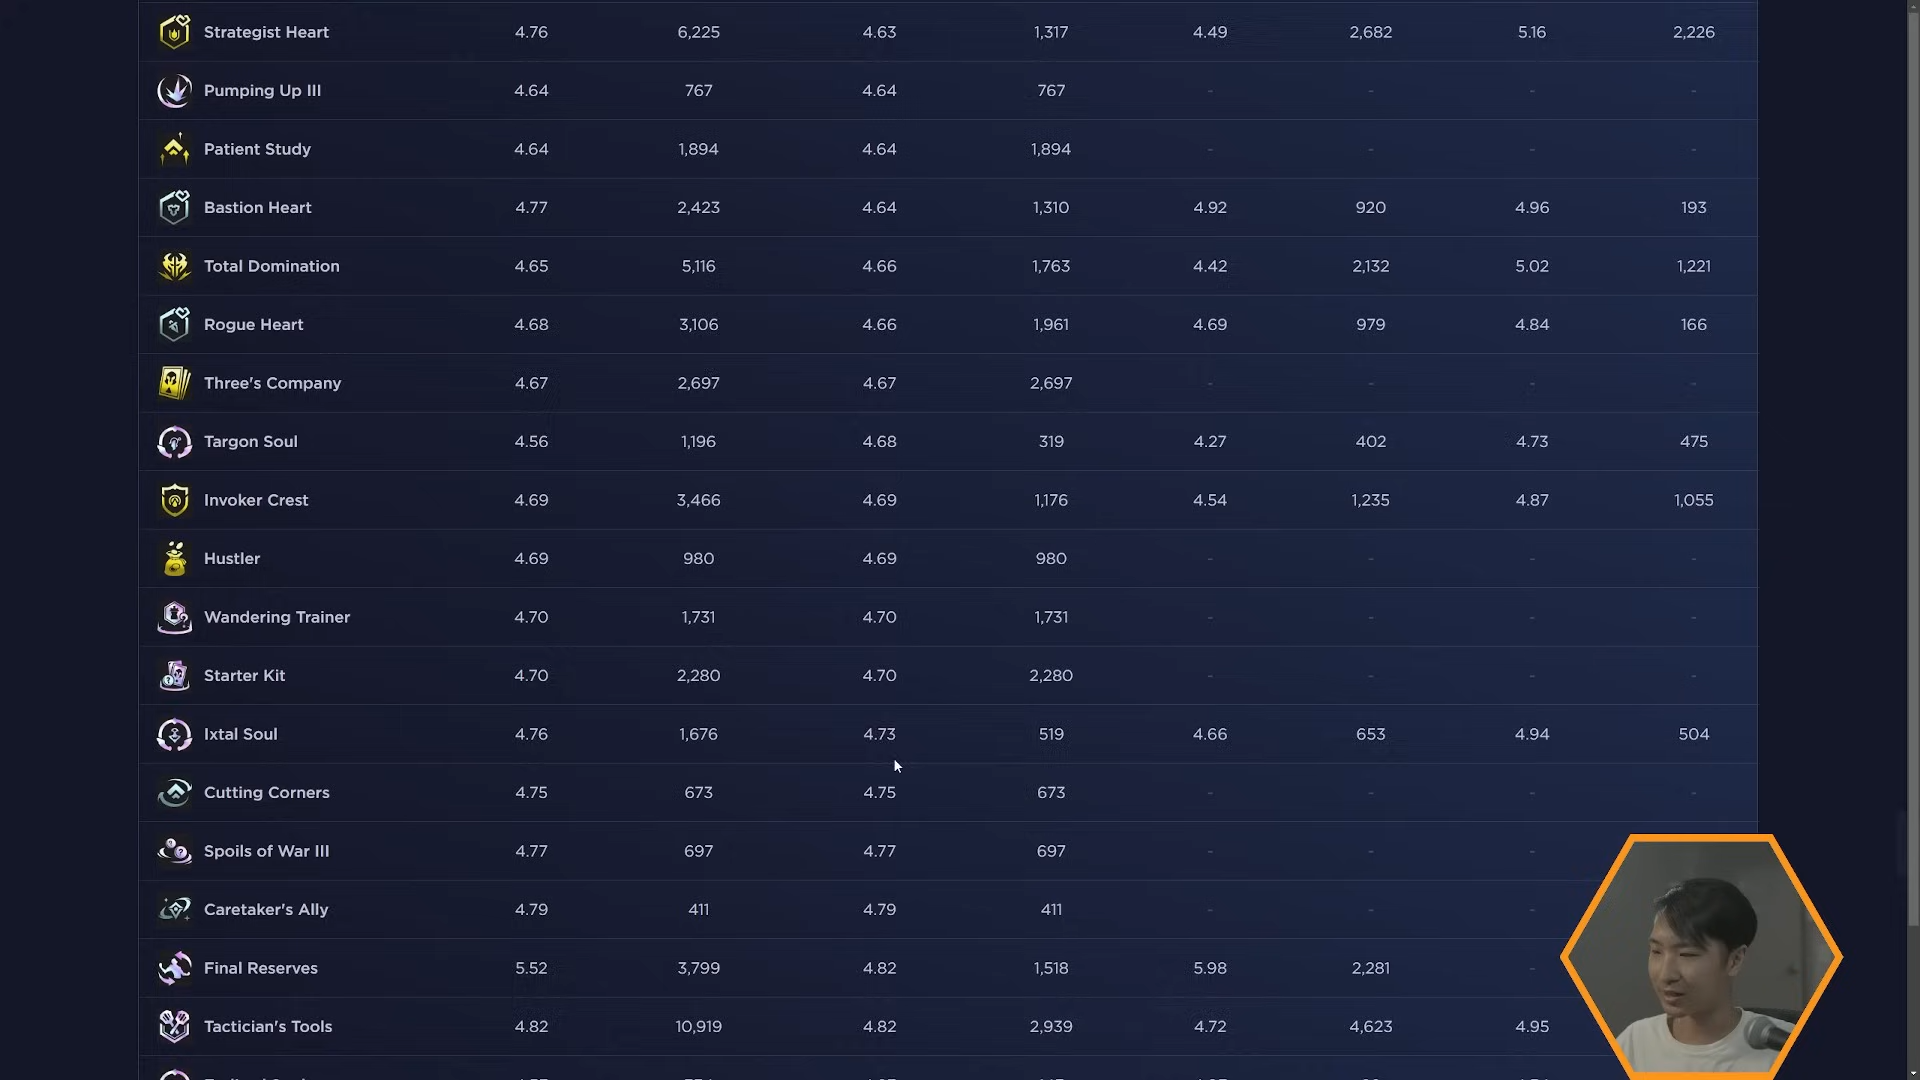 Strategist Heart 4.76 6,225 4.63 1,317 4.49 2,682 5.16 2,226
Pumping Up III 4.64 767 4.64 767 - - - -
Patient Study 4.64 1,894 4.64 1,894 - - - -
Bastion Heart 4.77 2,423 4.64 1,310 4.92 920 4.96 193
Total Domination 4.65 5,116 4.66 1,763 4.42 2,132 5.02 1,221
Rogue Heart 4.68 3,106 4.66 1,961 4.69 979 4.84 166
Three's Company 4.67 2,697 4.67 2,697 - - - -
Targon Soul 4.56 1,196 4.68 319 4.27 402 4.73 475
Invoker Crest 4.69 3,466 4.69 1,176 4.54 1,235 4.87 1,055
Hustler 4.69 980 4.69 980 - - - -
Wandering Trainer 4.70 1,731 4.70 1,731 - - - -
Starter Kit 4.70 2,280 4.70 2,280 - - - -
Ixtal Soul 4.76 1,676 4.73 519 4.66 653 4.94 504
Cutting Corners 4.75 673 4.75 673 - - - -
Spoils of War III 4.77 697 4.77 697 - - -
Caretaker's Ally 4.79 411 4.79 411 - - -
Final Reserves 5.52 3,799 4.82 1,518 5.98 2,281 -
Tactician's Tools 4.82 10,919 4.82 2,939 4.72 4,623 4.95